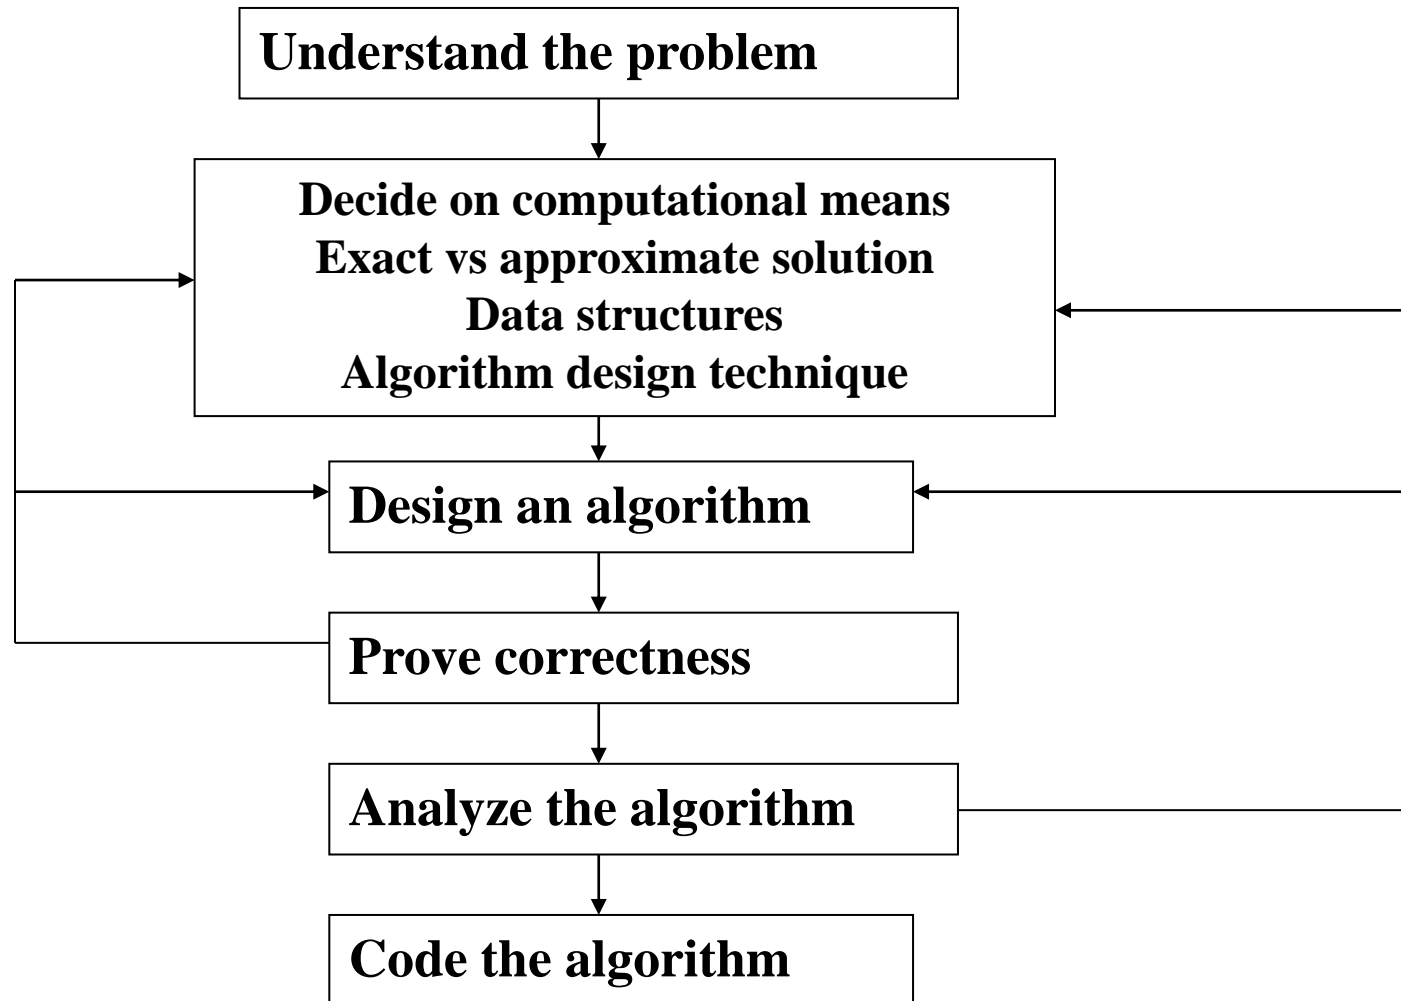 Understand the problem
Decide on computational means
Exact vs approximate solution
Data structures
Algorithm design technique
Design an algorithm
Prove correctness
Analyze the algorithm
Code the algorithm